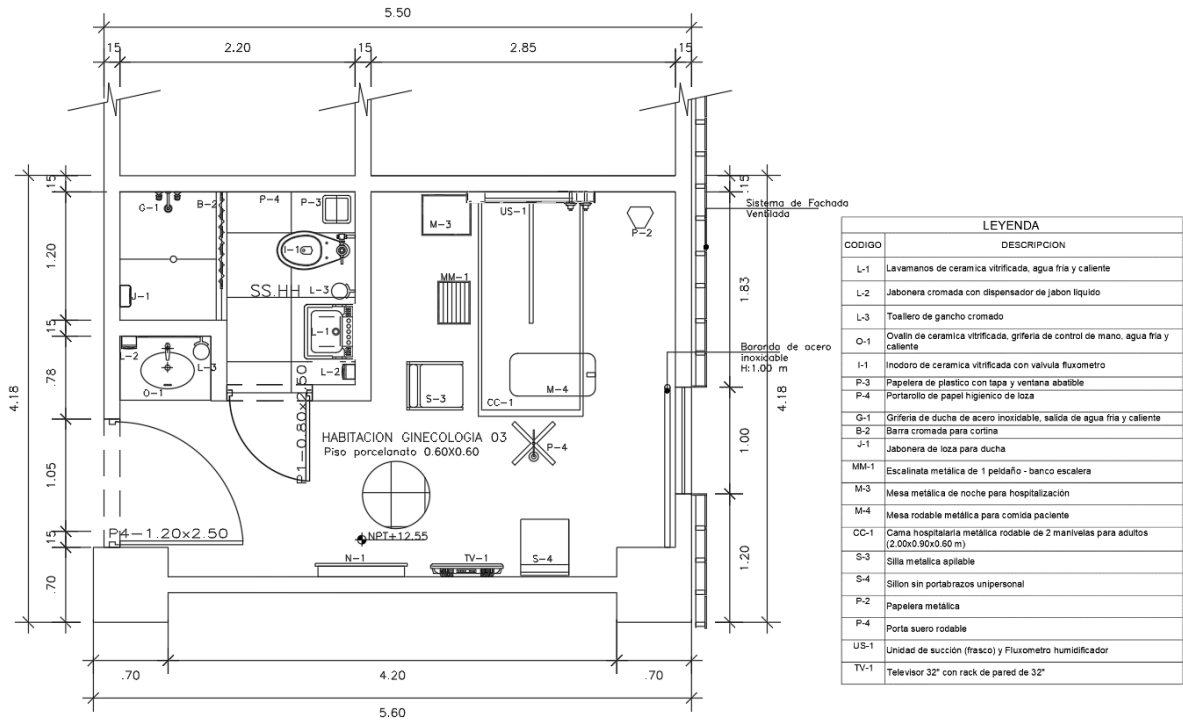 5.50
15
2.20
15
2.85
15
.15
1.20
.15
.78
1.05
.15
.70
4.18
G-1
B-2
P-4
P-3
I-1
SS.HH
L-3
J-1
L-1
L-2
L-3
O-1
L-2
P1-0.80x2.50
P4-1.20x2.50
M-3
US-1
P-2
MM-1
S-3
CC-1
M-4
P-4
HABITACION GINECOLOGIA 03
Piso porcelanato 0.60X0.60
NPT+12.55
N-1
TV-1
S-4
.15
1.83
1.00
1.20
4.18
Sistema de Fachada
Ventilada
Baranda de acero
inoxidable
H:1.00 m
.70
4.20
.70
5.60
LEYENDA
CODIGO DESCRIPCION
L-1 Lavamanos de ceramica vitrificada, agua fría y caliente
L-2 Jabonera cromada con dispensador de jabon liquido
L-3 Toallero de gancho cromado
O-1 Ovalin de ceramica vitrificada, griferia de control de mano, agua fria y
caliente
I-1 Inodoro de ceramica vitrificada con valvula fluxometro
P-3 Papelera de plastico con tapa y ventana abatible
P-4 Portarollo de papel higienico de loza
G-1 Griferia de ducha de acero inoxidable, salida de agua fria y caliente
B-2 Barra cromada para cortina
J-1 Jabonera de loza para ducha
MM-1 Escalinata metálica de 1 peldaño - banco escalera
M-3 Mesa metálica de noche para hospitalización
M-4 Mesa rodable metálica para comida paciente
CC-1 Cama hospitalaria metálica rodable de 2 manivelas para adultos
(2.00x0.90x0.60 m)
S-3 Silla metalica apilable
S-4 Sillon sin portabrazos unipersonal
P-2 Papelera metálica
P-4 Porta suero rodable
US-1 Unidad de succión (frasco) y Fluxometro humidificador
TV-1 Televisor 32" con rack de pared de 32"